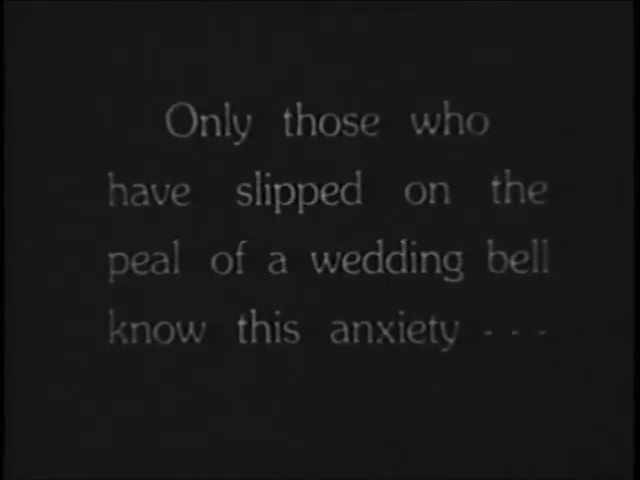 Only those who
have slipped on the
peal of a wedding bell
know this anxiety - - -